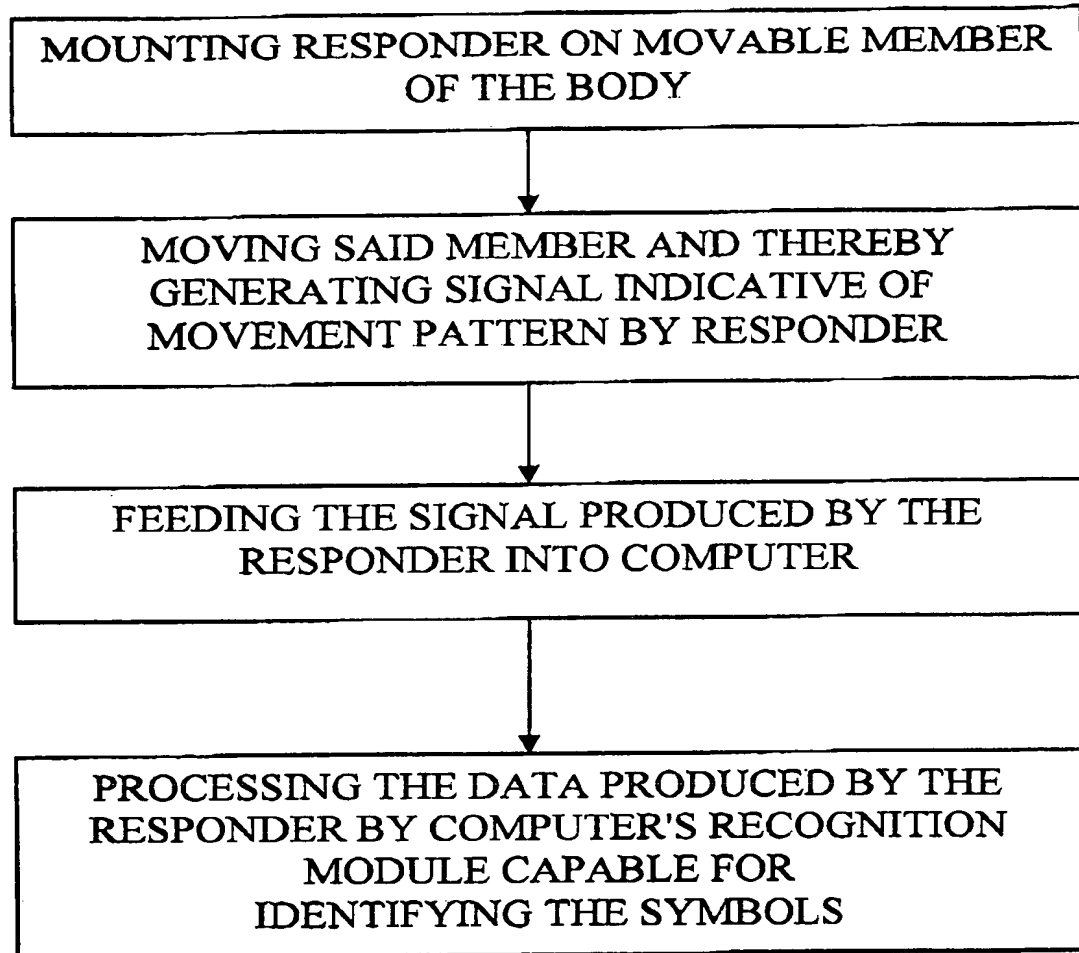 MOUNTING RESPONDER ON MOVABLE MEMBER
OF THE BODY
MOVING SAID MEMBER AND THEREBY
GENERATING SIGNAL INDICATIVE OF
MOVEMENT PATTERN BY RESPONDER
FEEDING THE SIGNAL PRODUCED BY THE
RESPONDER INTO COMPUTER
PROCESSING THE DATA PRODUCED BY THE
RESPONDER BY COMPUTER'S RECOGNITION
MODULE CAPABLE FOR
IDENTIFYING THE SYMBOLS